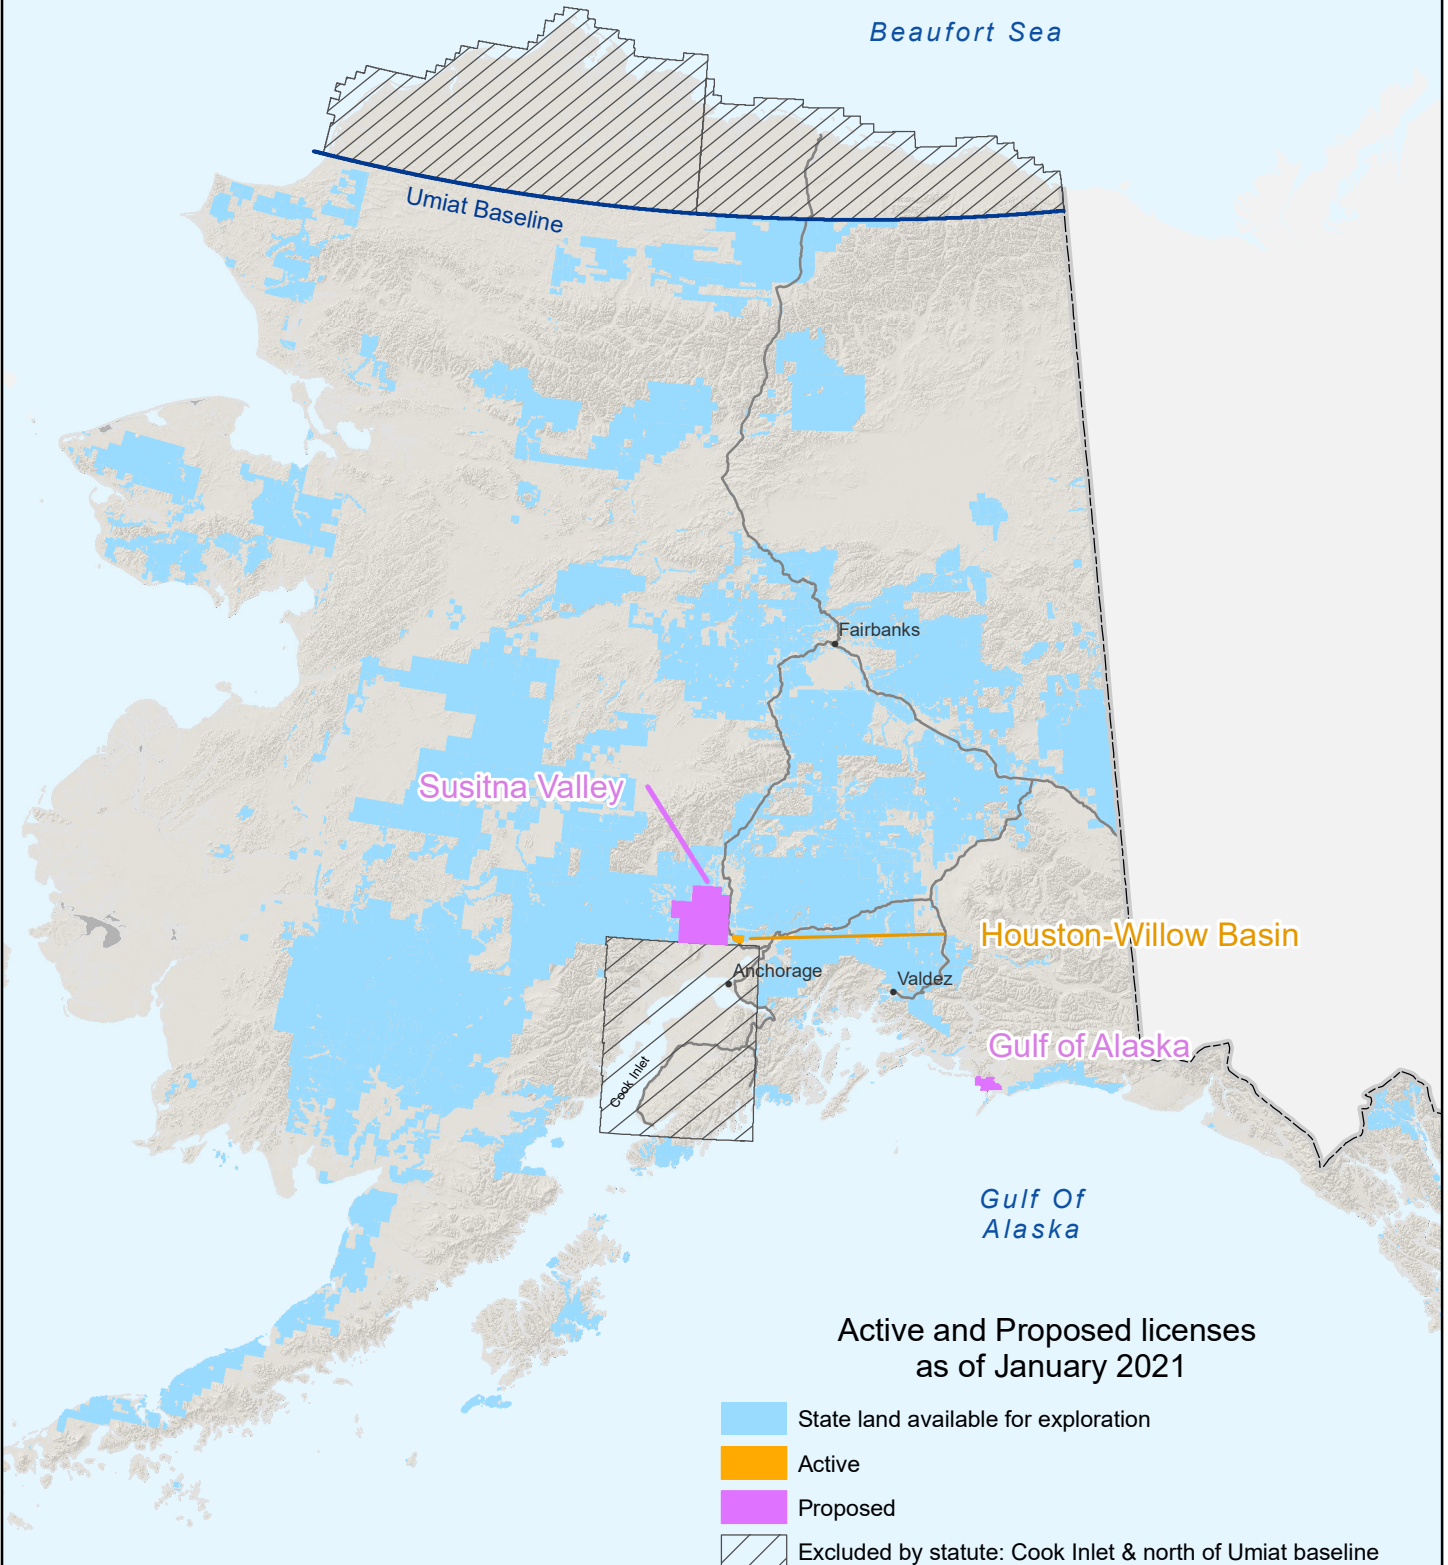 Beaufort Sea
Umiat Baseline
Fairbanks
Susitna Valley
Houston-Willow Basin
Anchorage
Valdez
Gulf of Alaska
Cook Inlet
Gulf Of
Alaska
Active and Proposed licenses
as of January 2021
State land available for exploration
Active
Proposed
Excluded by statute: Cook Inlet & north of Umiat baseline